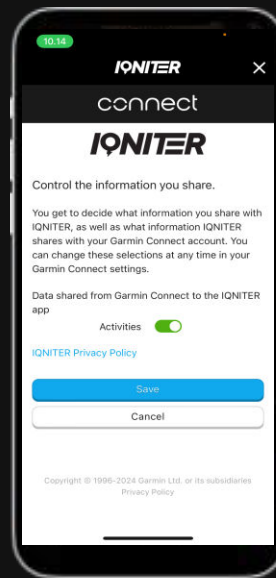 10.14
IQNITER
connect
IQNITER
Control the information you share.
You get to decide what information you share with
IQNITER, as well as what information IQNITER
shares with your Garmin Connect account. You
can change these selections at any time in your
Garmin Connect settings.
Data shared from Garmin Connect to the IQNITER
app
Activities
IQNITER Privacy Policy
Save
Cancel
Copyright © 1996-2024 Garmin Ltd. or its subsidiaries
Privacy Policy